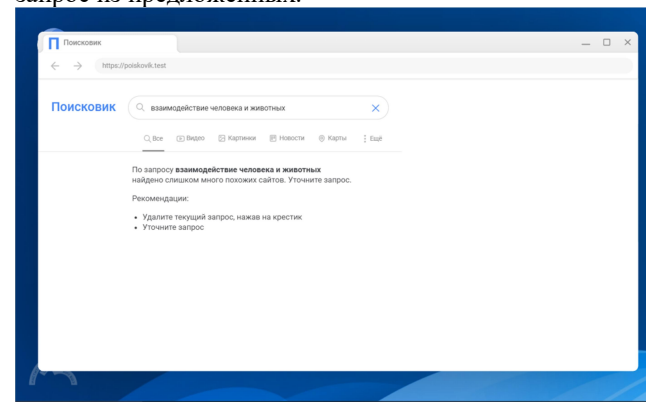 запрос из предложенных.
Поисковик
https://poiskovik.test
Поисковик
взаимодействие человека и животных
Все Видео Картинки Новости Карты Ещё
По запросу взаимодействие человека и животных
найдено слишком много похожих сайтов. Уточните запрос.
Рекомендации:
• Удалите текущий запрос, нажав на крестик
• Уточните запрос